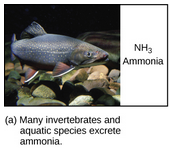 NH₃
Ammonia
(a) Many invertebrates and
aquatic species excrete
ammonia.